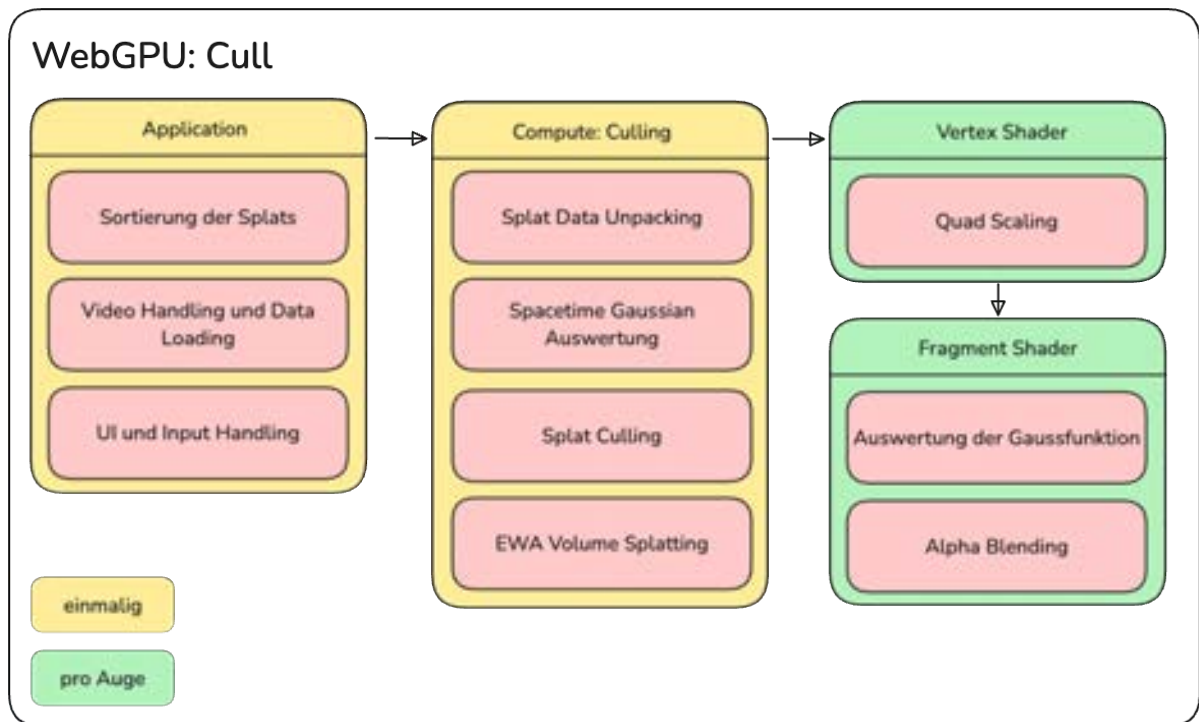 WebGPU: Cull
Application
Sortierung der Splats
Video Handling und Data
Loading
UI und Input Handling
Compute: Culling
Splat Data Unpacking
Spacetime Gaussian
Auswertung
Splat Culling
EWA Volume Splatting
Vertex Shader
Quad Scaling
Fragment Shader
Auswertung der Gaussfunktion
Alpha Blending
einmalig
pro Auge